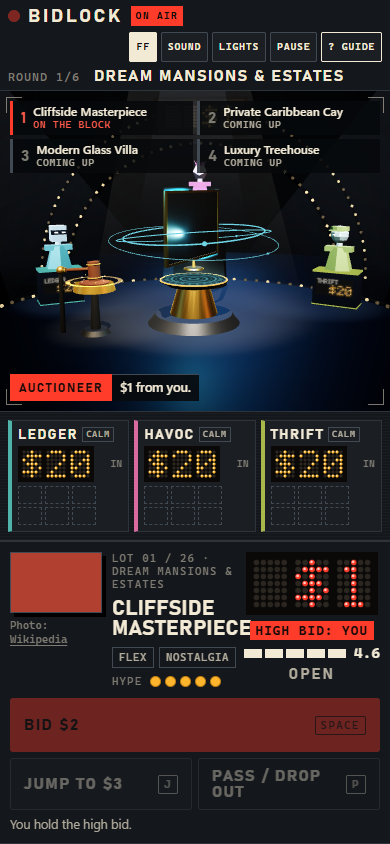 BIDLOCK ON AIR
FF SOUND LIGHTS PAUSE ? GUIDE
ROUND 1/6 DREAM MANSIONS & ESTATES
1 Cliffside Masterpiece
ON THE BLOCK
2 Private Caribbean Cay
COMING UP
3 Modern Glass Villa
COMING UP
4 Luxury Treehouse
COMING UP
THRIFT
$20
AUCTIONEER $1 from you.
LEDGER CALM
$20 IN
HAVOC CALM
$20 IN
THRIFT CALM
$20 IN
Photo:
Wikipedia
LOT 01 / 26 ·
DREAM MANSIONS &
ESTATES
CLIFFSIDE
MASTERPIECE
FLEX NOSTALGIA
HYPE
$1
HIGH BID: YOU
4.6
OPEN
BID $2 SPACE
JUMP TO $3 J
PASS / DROP
OUT P
You hold the high bid.